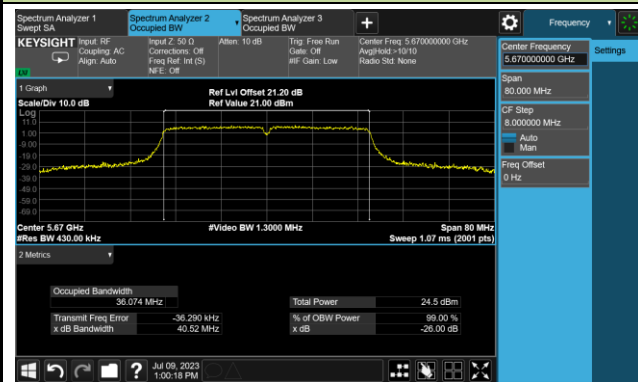 Spectrum Analyzer 1
Swept SA
Spectrum Analyzer 2
Occupied BW
Spectrum Analyzer 3
Occupied BW
+
Frequency
KEYSIGHT
Input: RF
Coupling: AC
Align: Auto
Input Z: 50 Ω
Corrections: Off
Freq Ref: Int (S)
NFE: Off
Atten: 10 dB
Trig: Free Run
Gate: Off
#IF Gain: Low
Center Freq: 5.670000000 GHz
Avg|Hold:>10/10
Radio Std: None
Center Frequency
5.670000000 GHz
Settings
Span
80.000 MHz
CF Step
8.000000 MHz
Auto
Man
Freq Offset
0 Hz
1 Graph
Scale/Div 10.0 dB
Ref Lvl Offset 21.20 dB
Ref Value 21.00 dBm
Log
11.0
1.00
-9.00
-19.0
-29.0
-39.0
-49.0
-59.0
-69.0
Center 5.67 GHz
#Res BW 430.00 kHz
#Video BW 1.3000 MHz
Span 80 MHz
Sweep 1.07 ms (2001 pts)
2 Metrics
Occupied Bandwidth
36.074 MHz
Transmit Freq Error -36.290 kHz
x dB Bandwidth 40.52 MHz
Total Power 24.5 dBm
% of OBW Power 99.00 %
x dB -26.00 dB
?
Jul 09, 2023
1:00:18 PM